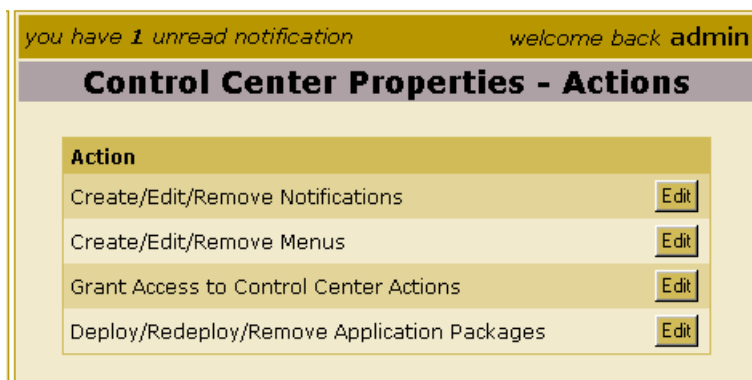 you have 1 unread notification welcome back admin
Control Center Properties - Actions
Action
Create/Edit/Remove Notifications Edit
Create/Edit/Remove Menus Edit
Grant Access to Control Center Actions Edit
Deploy/Redeploy/Remove Application Packages Edit